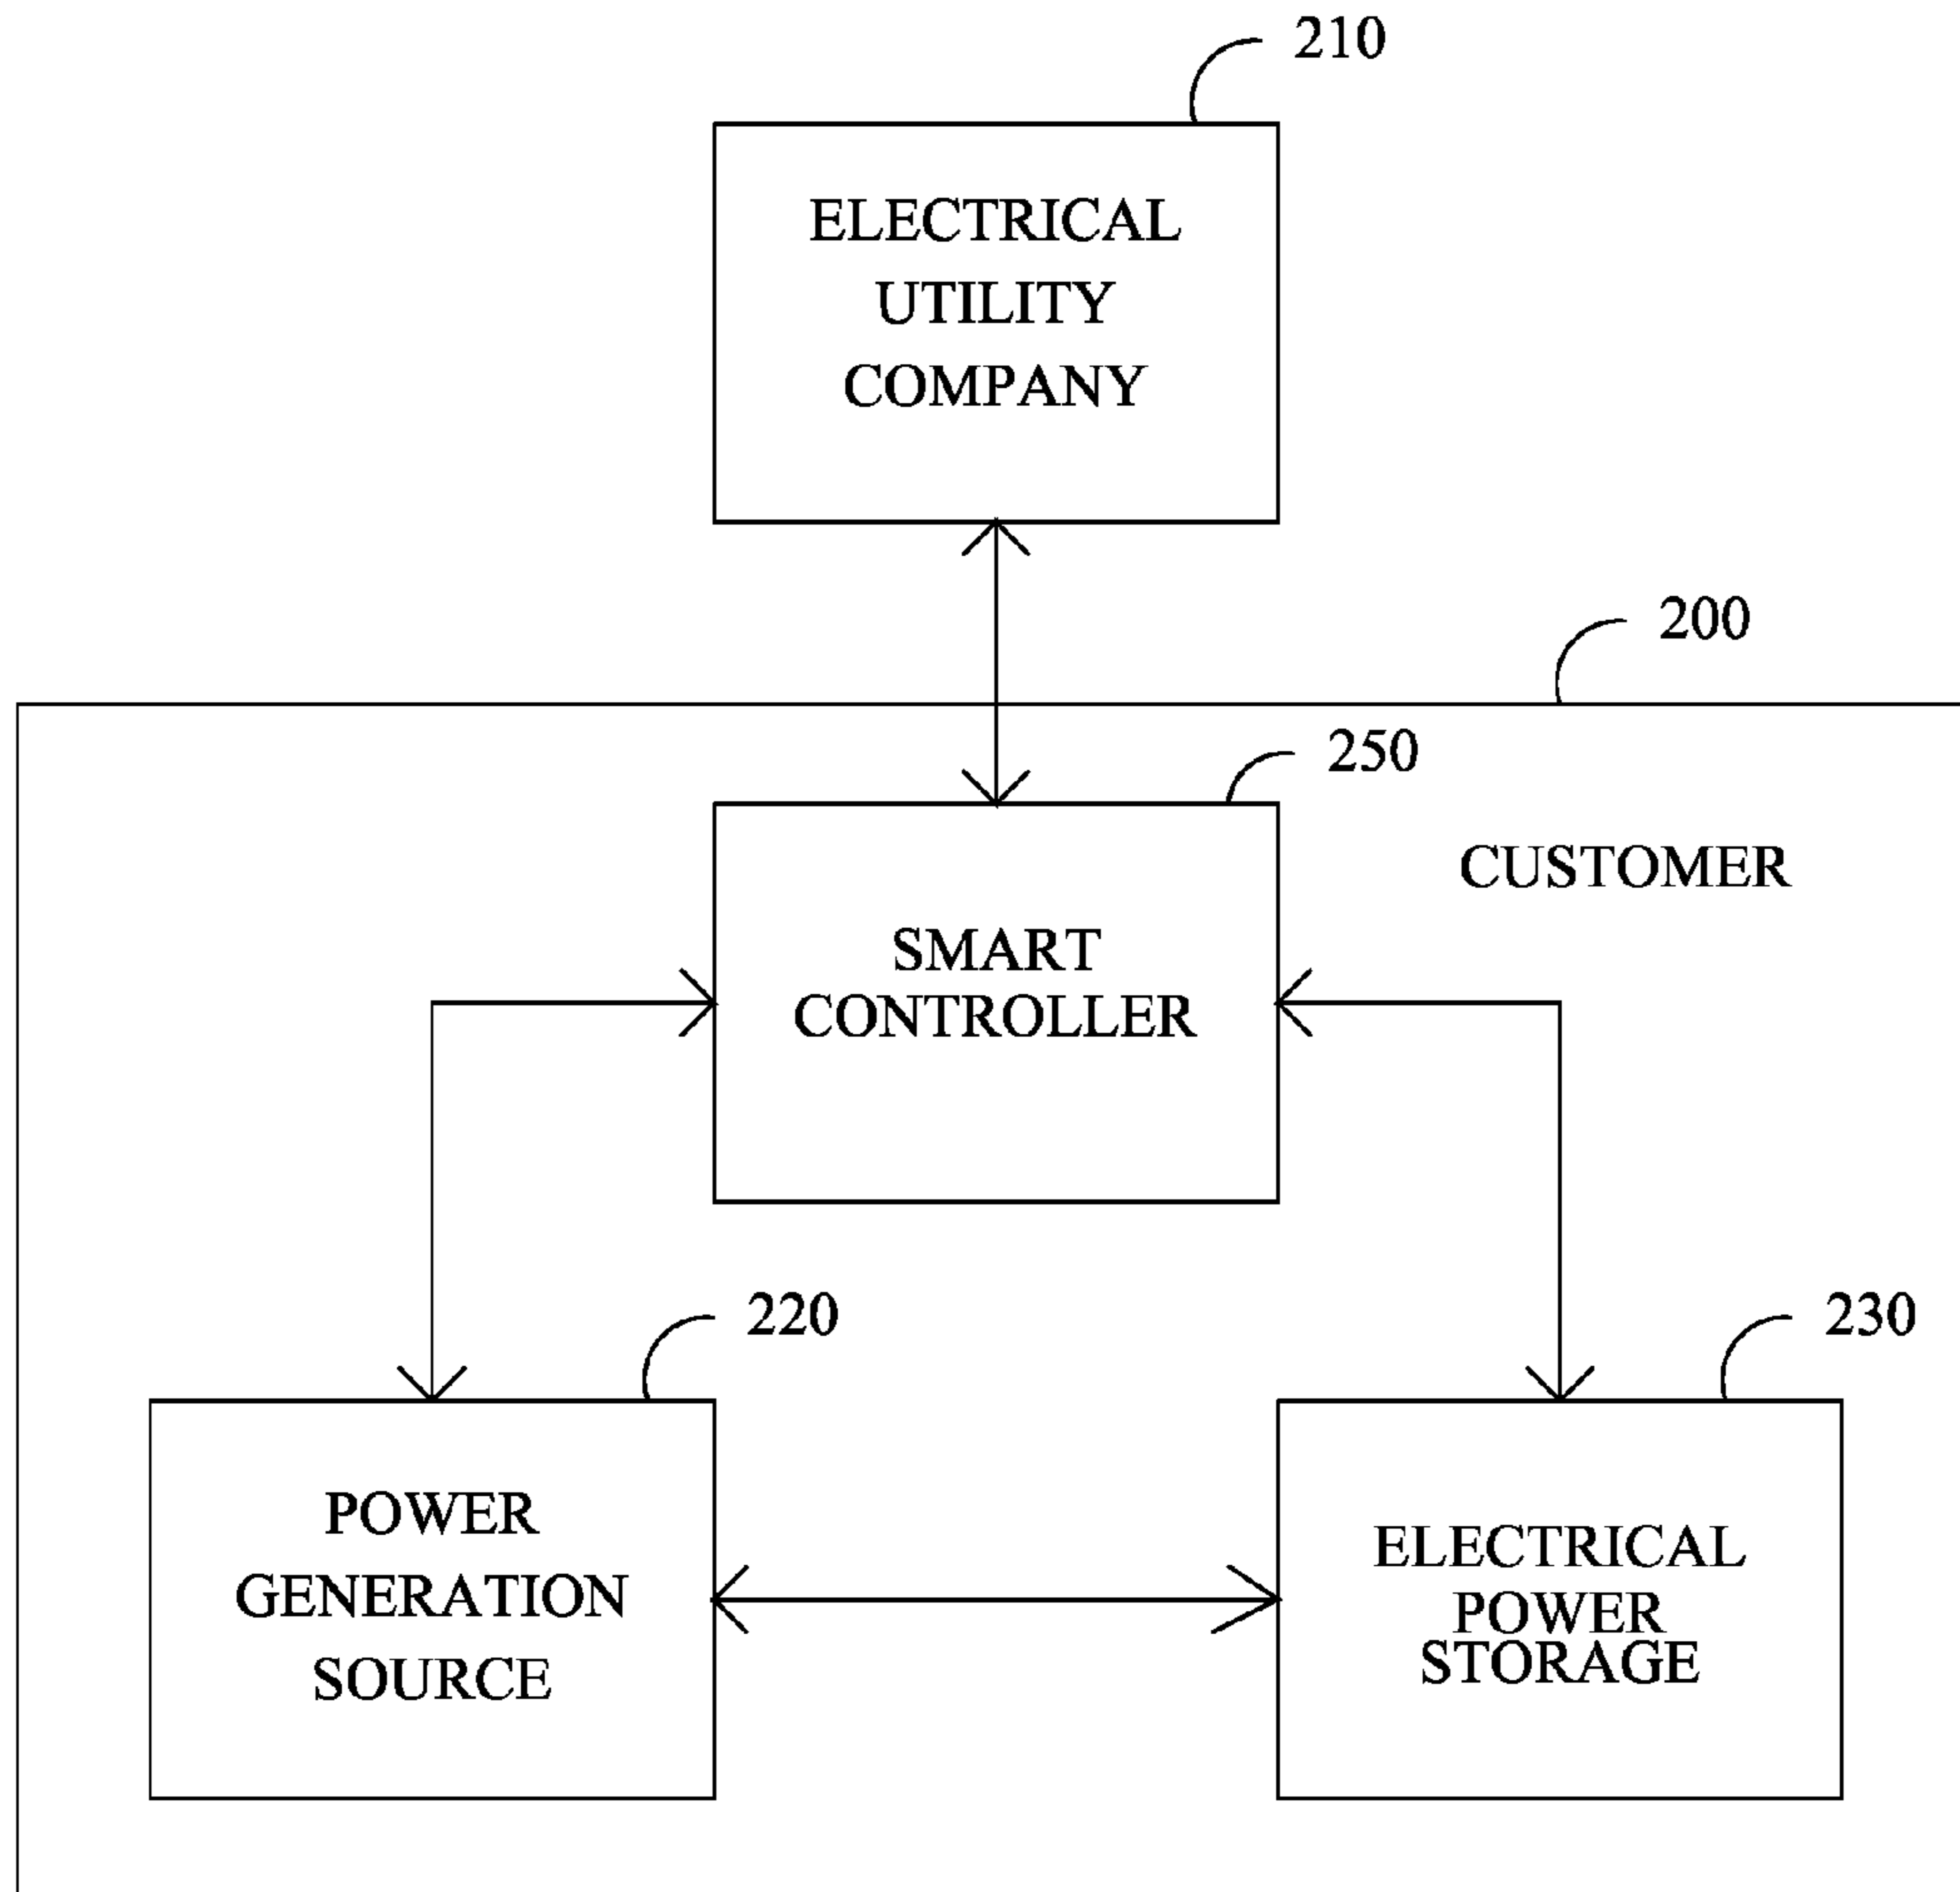 210
ELECTRICAL
UTILITY
COMPANY
200
250
CUSTOMER
SMART
CONTROLLER
220
230
POWER
GENERATION
SOURCE
ELECTRICAL
POWER
STORAGE